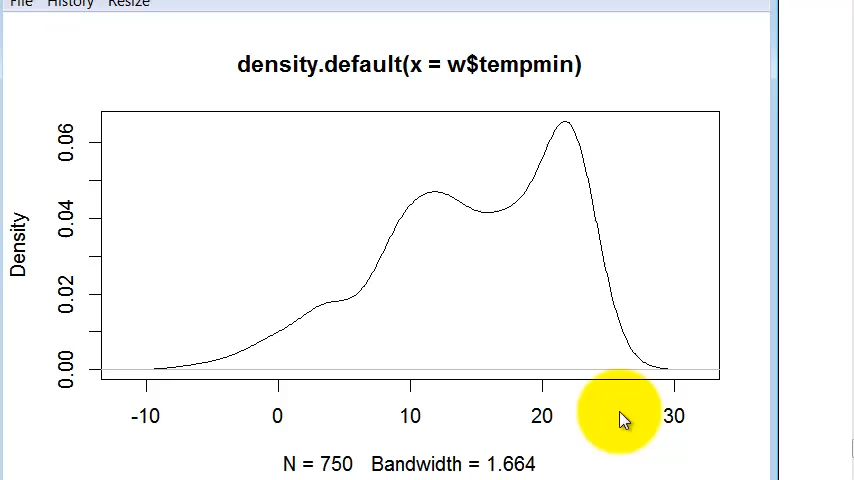 File History Resize
density.default(x = w$tempmin)
Density
0.06
0.04
0.02
0.00
-10 0 10 20 30
N = 750 Bandwidth = 1.664